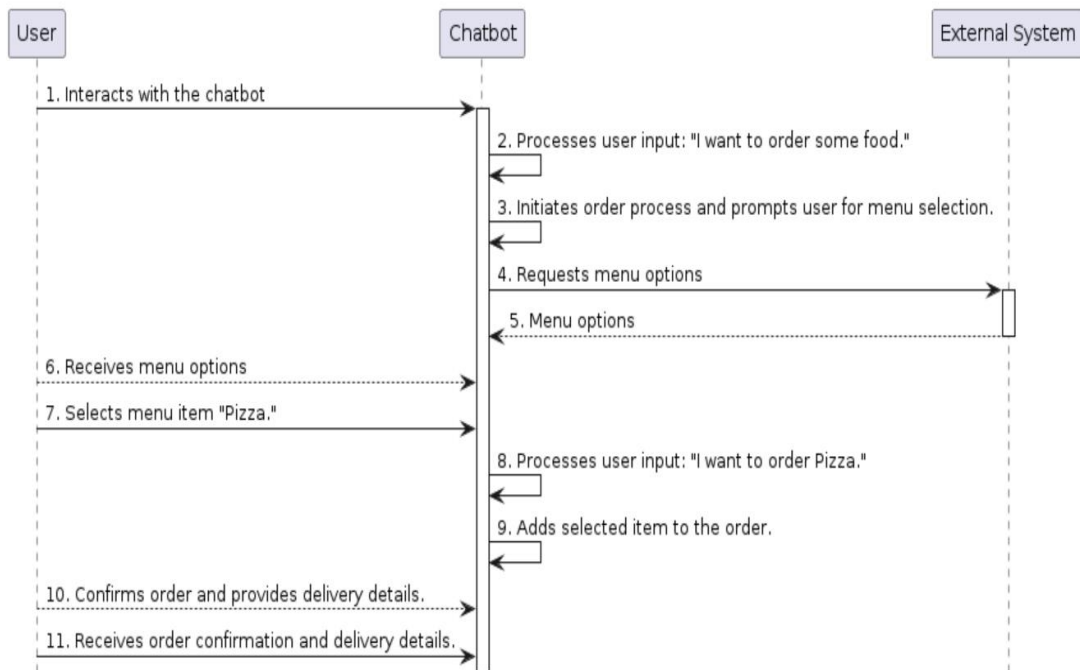 User
Chatbot
External System
1. Interacts with the chatbot
2. Processes user input: "I want to order some food."
3. Initiates order process and prompts user for menu selection.
4. Requests menu options
5. Menu options
6. Receives menu options
7. Selects menu item "Pizza."
8. Processes user input: "I want to order Pizza."
9. Adds selected item to the order.
10. Confirms order and provides delivery details.
11. Receives order confirmation and delivery details.